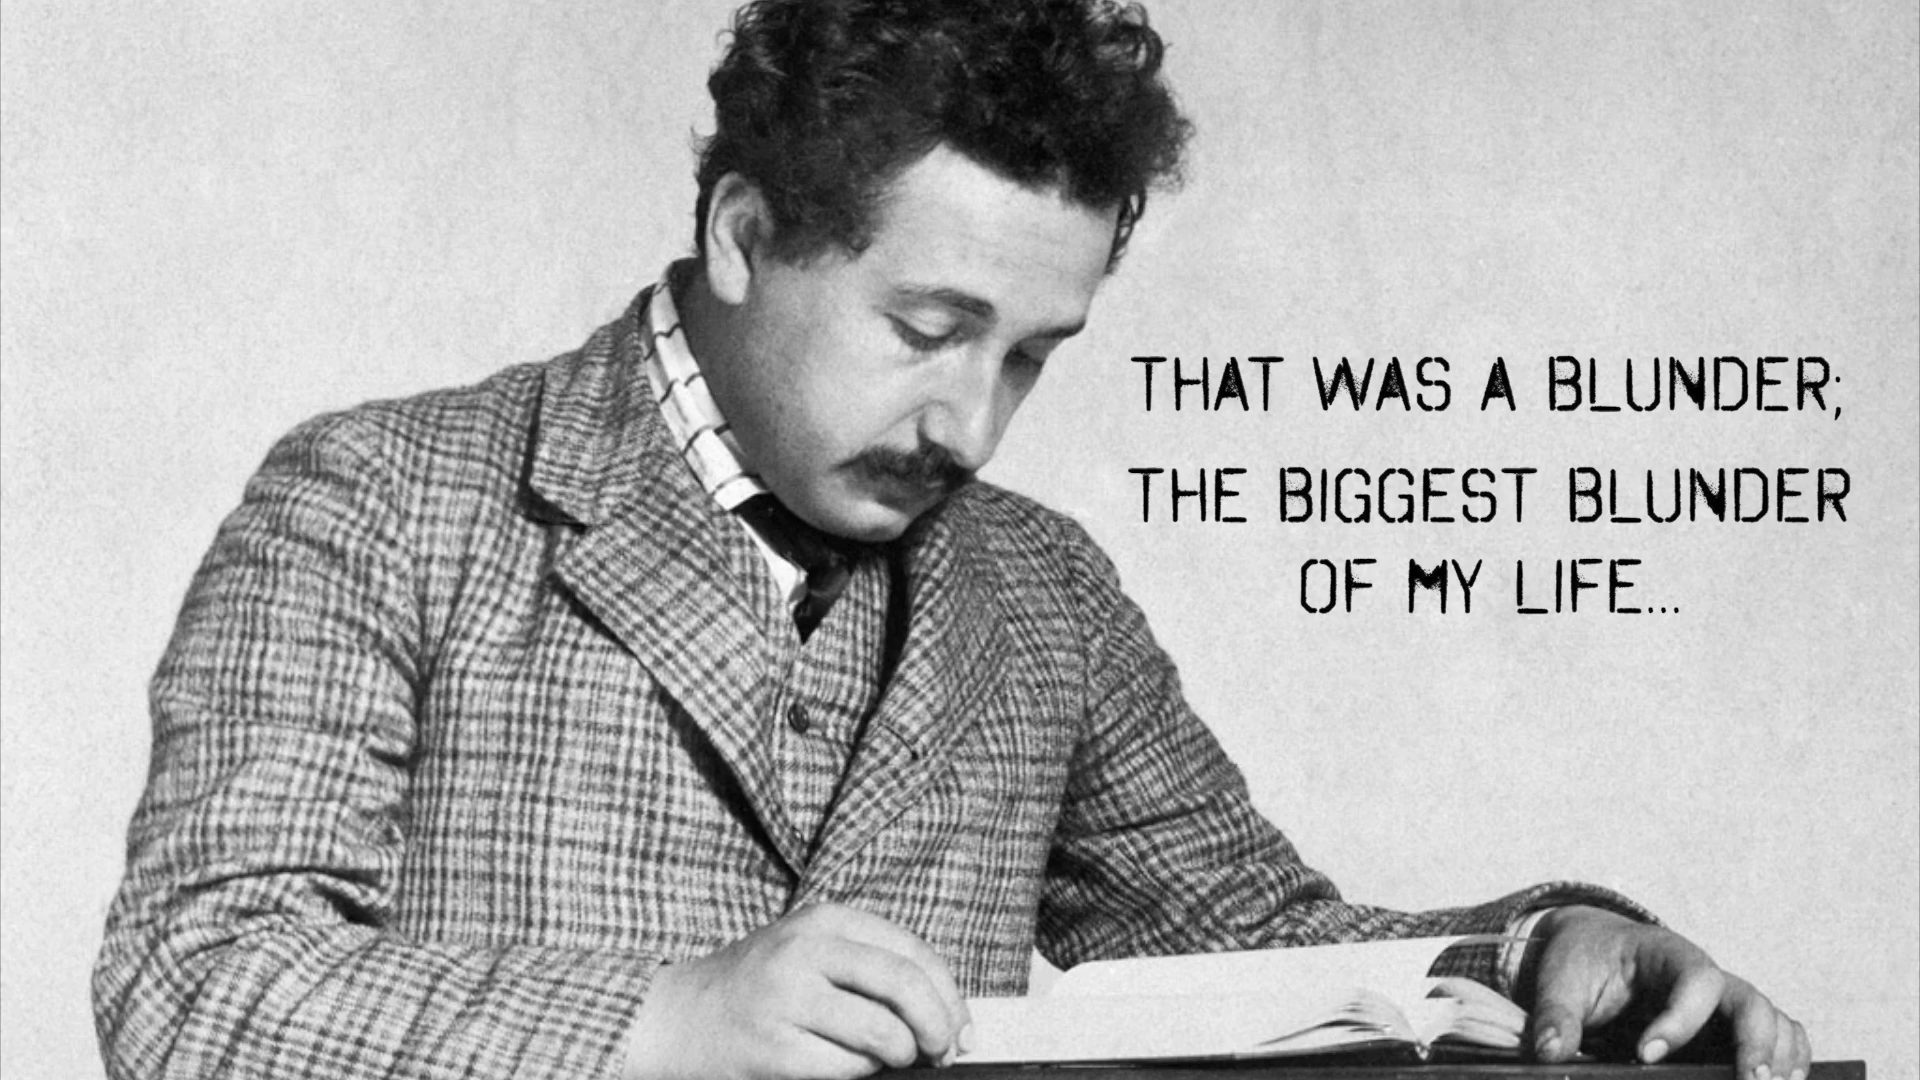 THAT WAS A BLUNDER;
THE BIGGEST BLUNDER
OF MY LIFE...